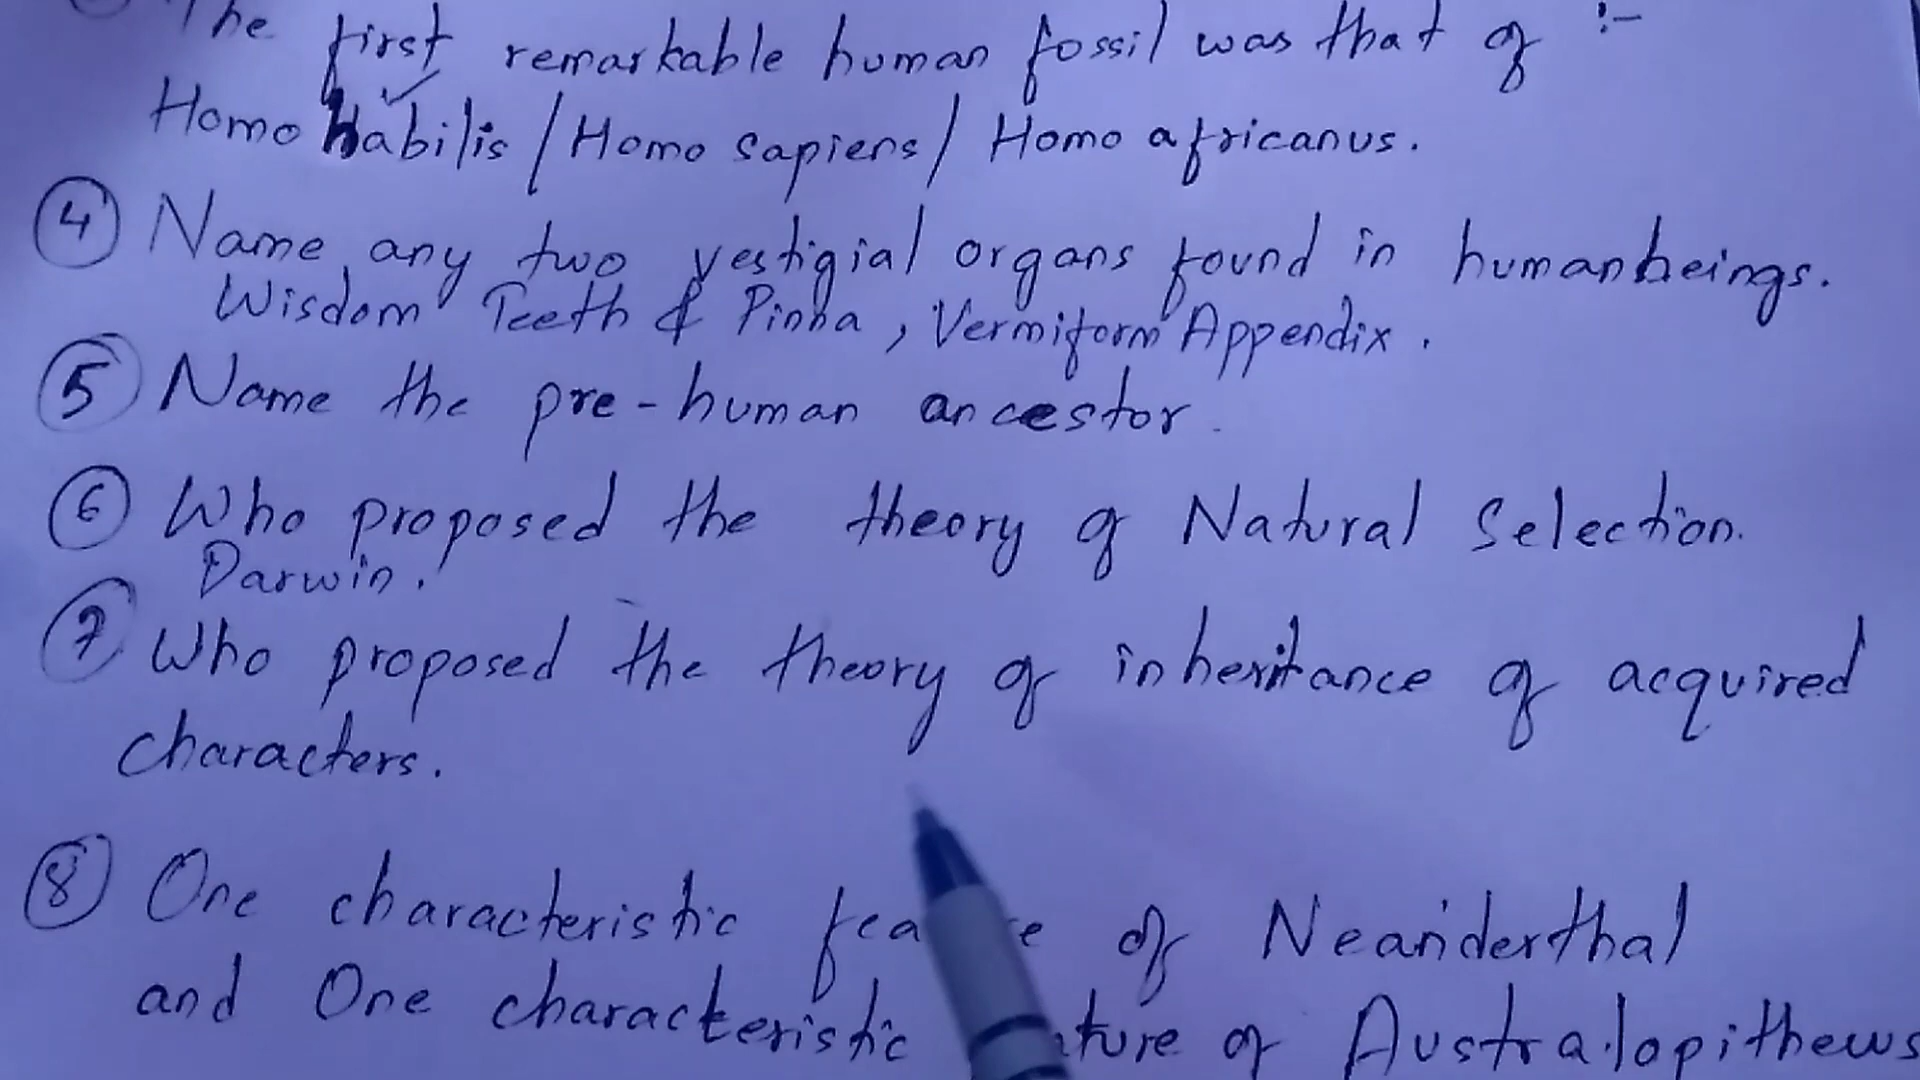 The first remarkable human fossil was that of :-
Homo habilis / Homo sapiens / Homo africanus.
④ Name any two vestigial organs found in humanbeings.
Wisdom Teeth & Pinna, Vermiform Appendix.
⑤ Name the pre-human ancestor.
⑥ Who proposed the theory of Natural Selection.
Darwin.
⑦ Who proposed the theory of inheritance of acquired
characters.
⑧ One characteristic of Neanderthal
and One characteristic of Australopithews